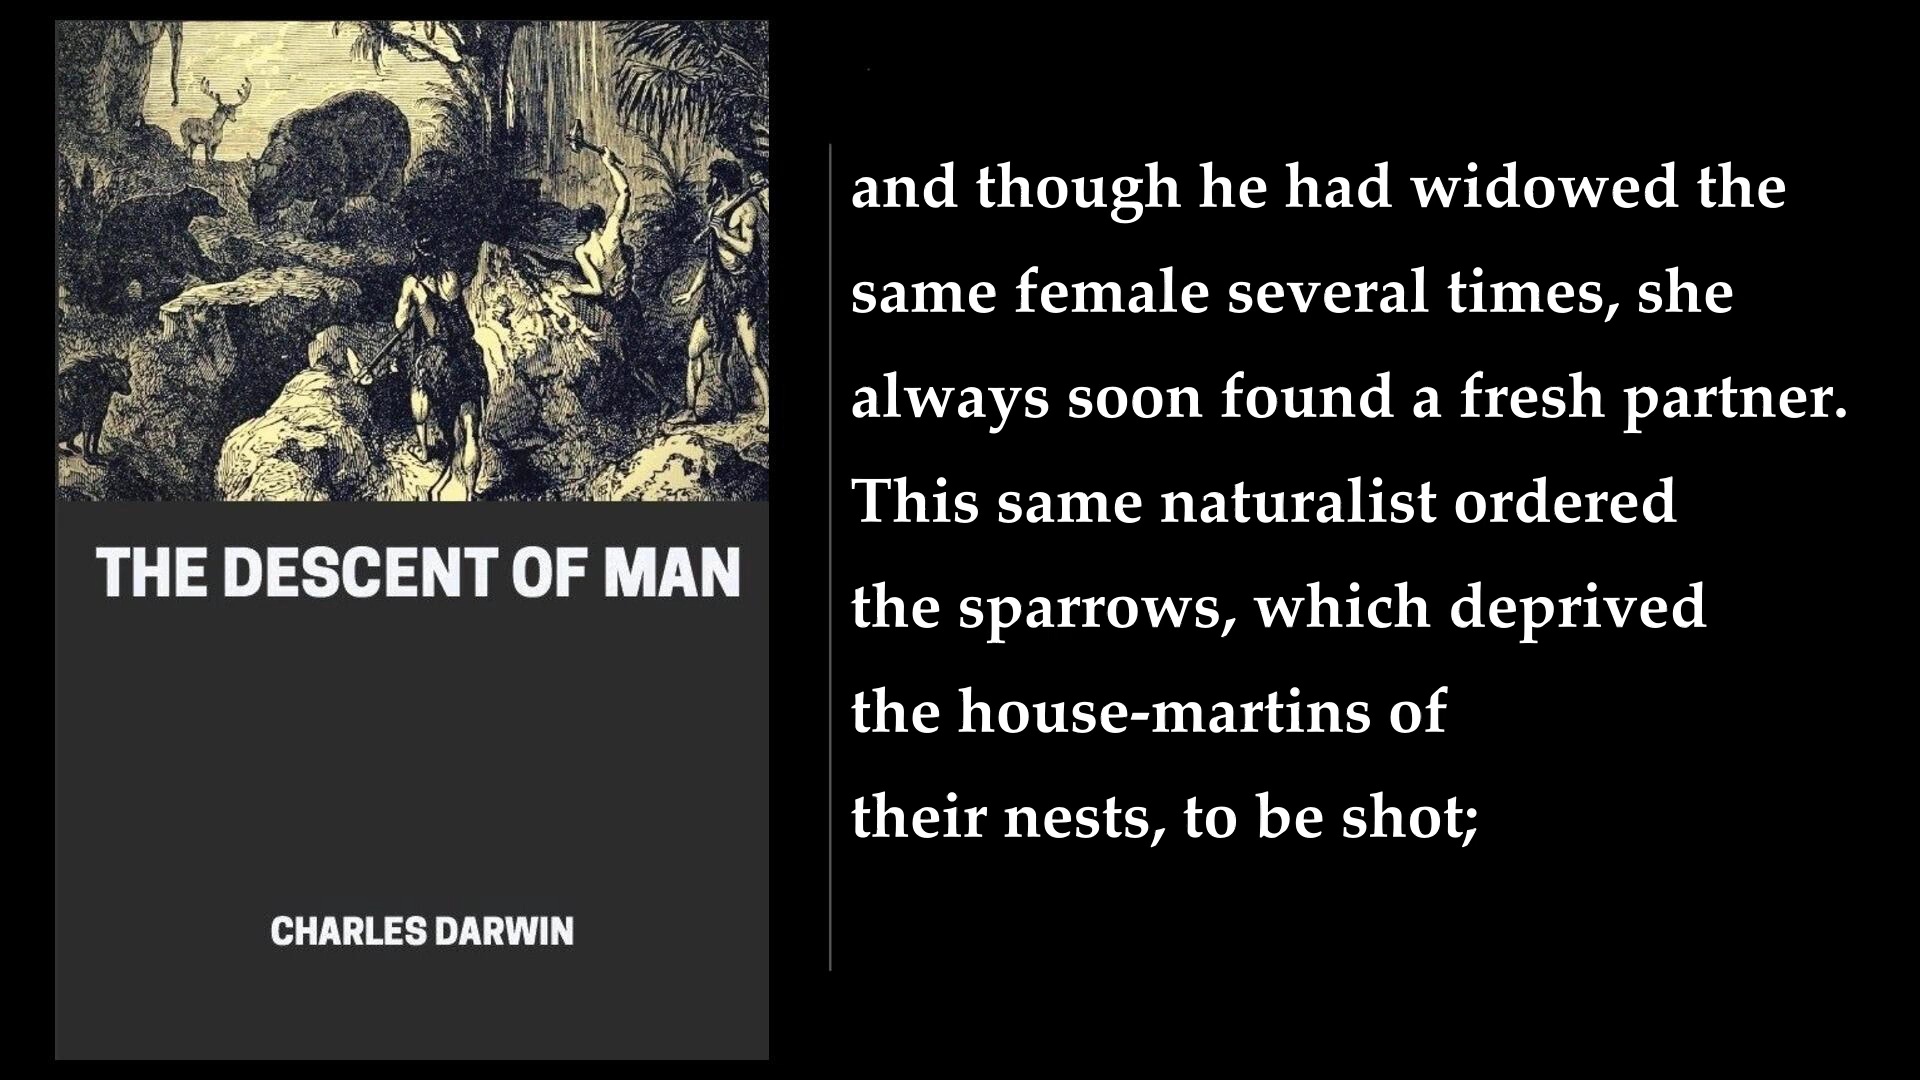 THE DESCENT OF MAN
CHARLES DARWIN
and though he had widowed the
same female several times, she
always soon found a fresh partner.
This same naturalist ordered
the sparrows, which deprived
the house-martins of
their nests, to be shot;